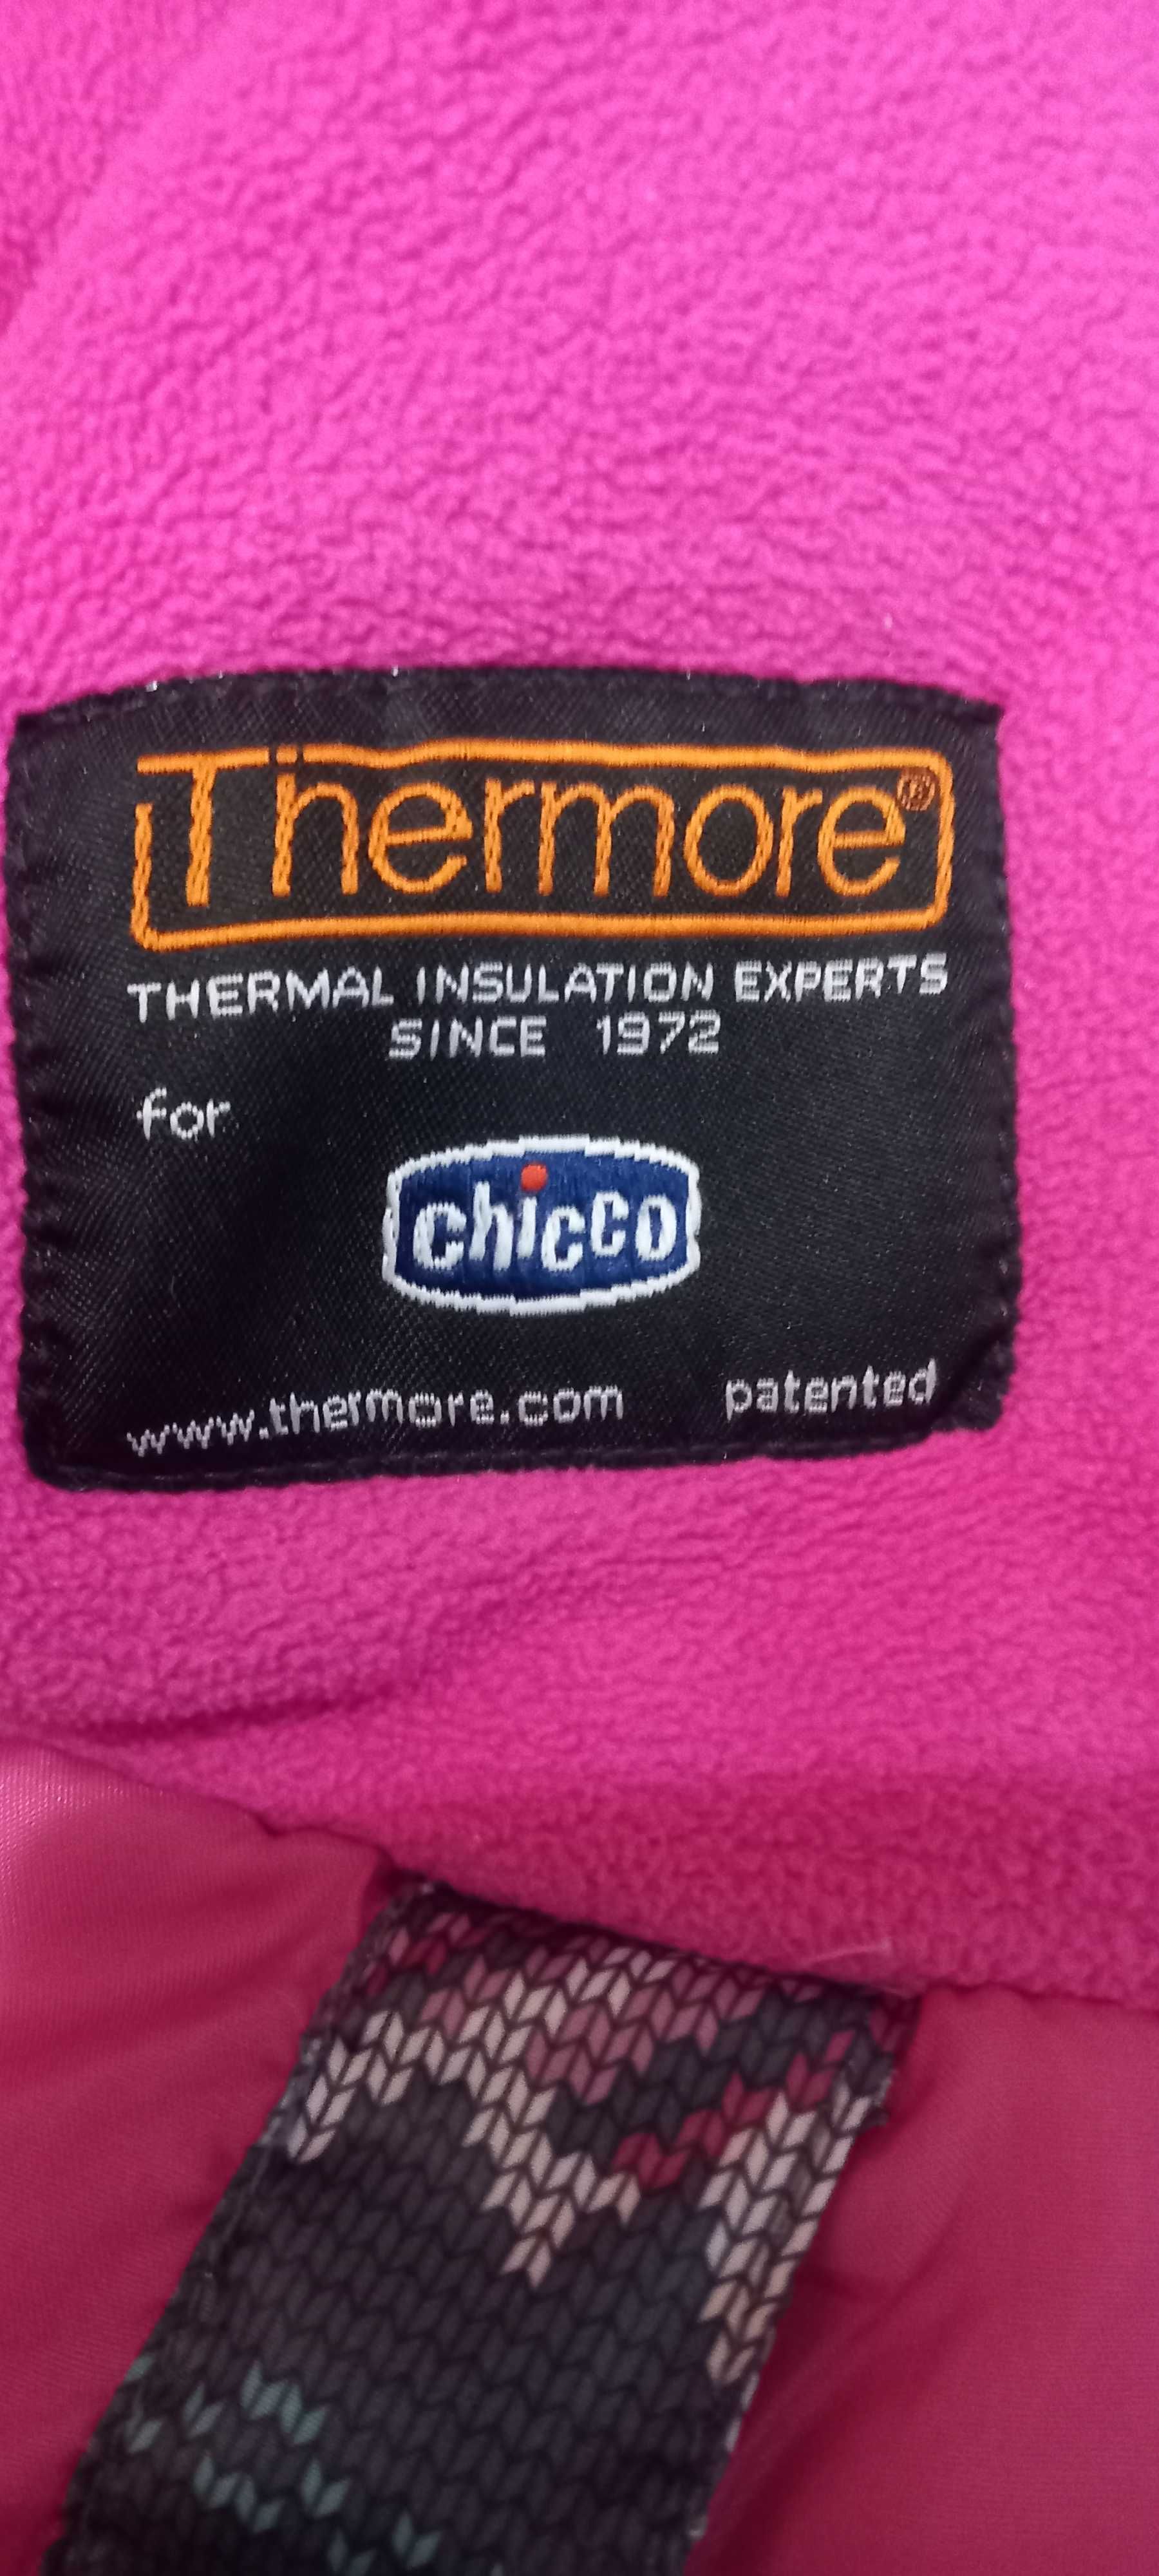 Thermore®
THERMAL INSULATION EXPERTS
SINCE 1972
for
chicco
www.thermore.com patented